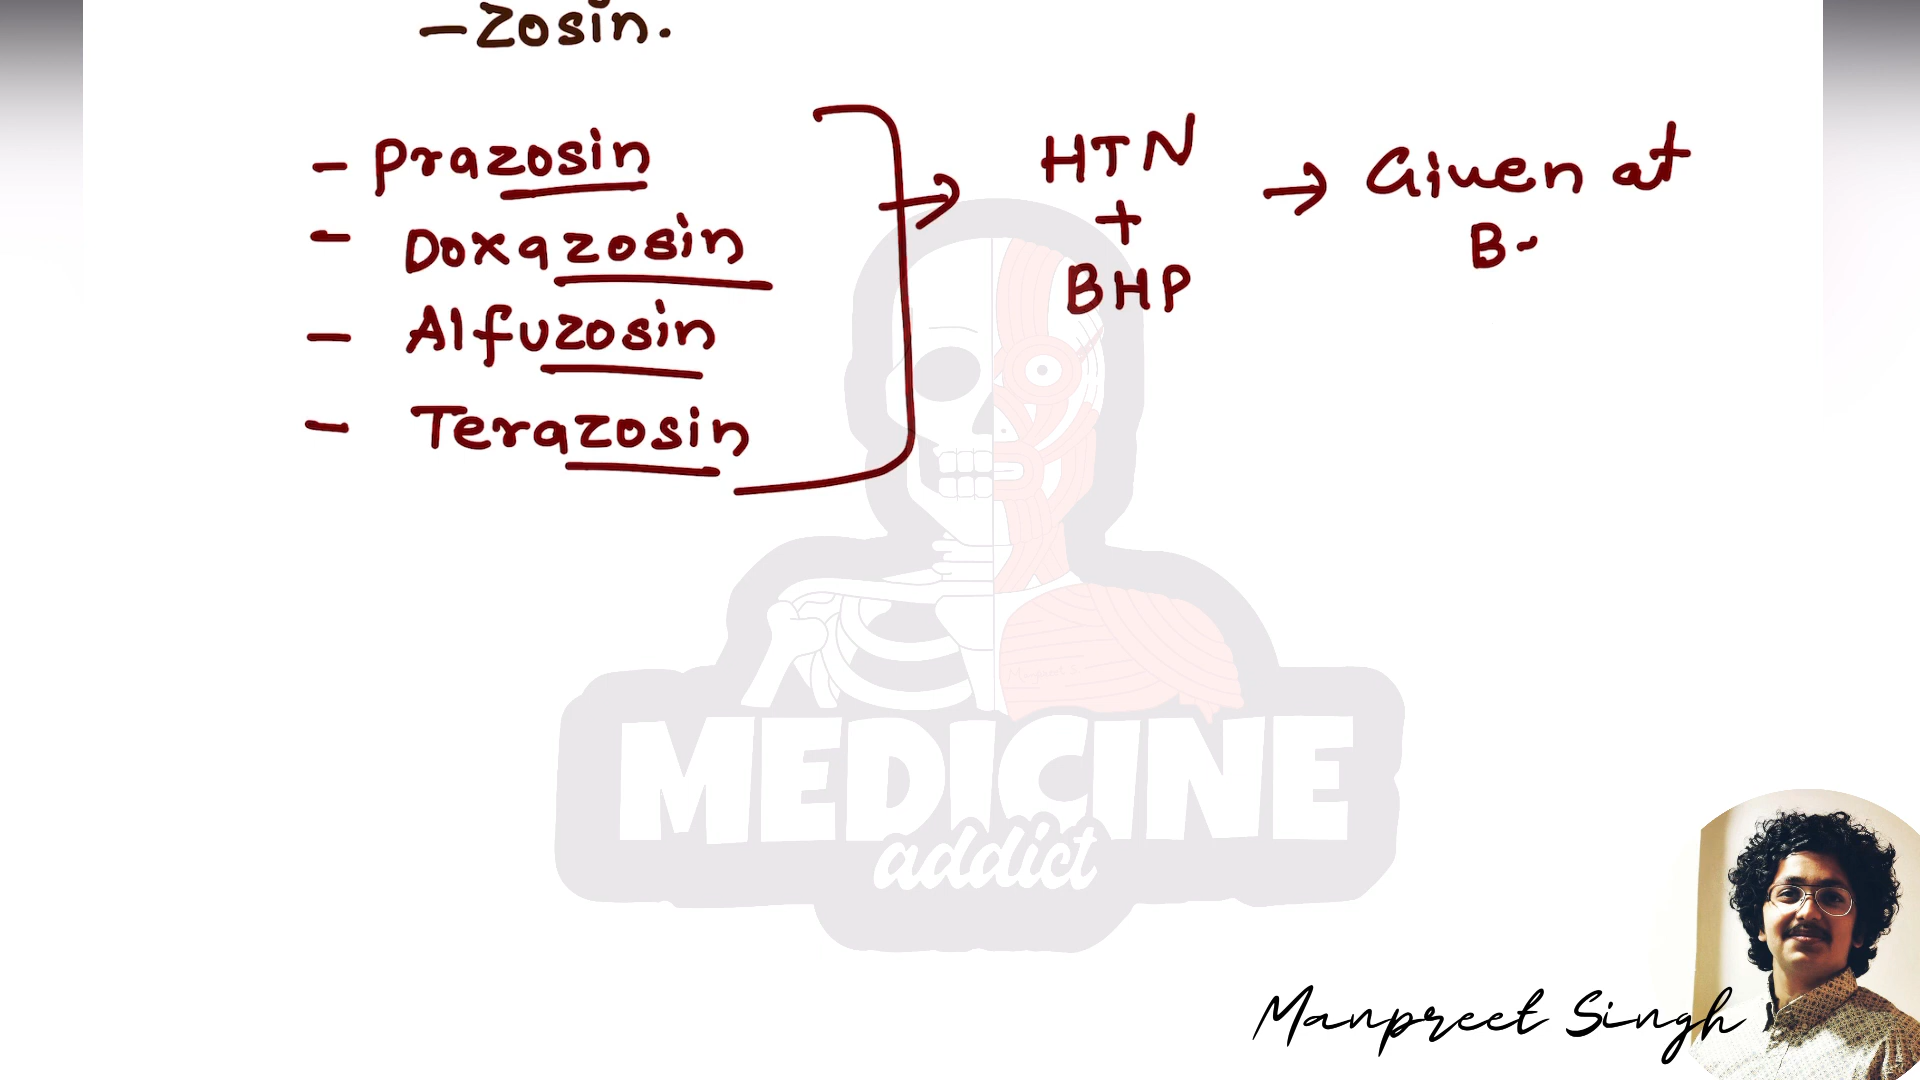 -Zosin.
- Prazosin
- Doxazosin
- Alfuzosin
- Terazosin
HTN
+
BHP
→ Given at
B
MEDICINE
addict
Manpreet Singh